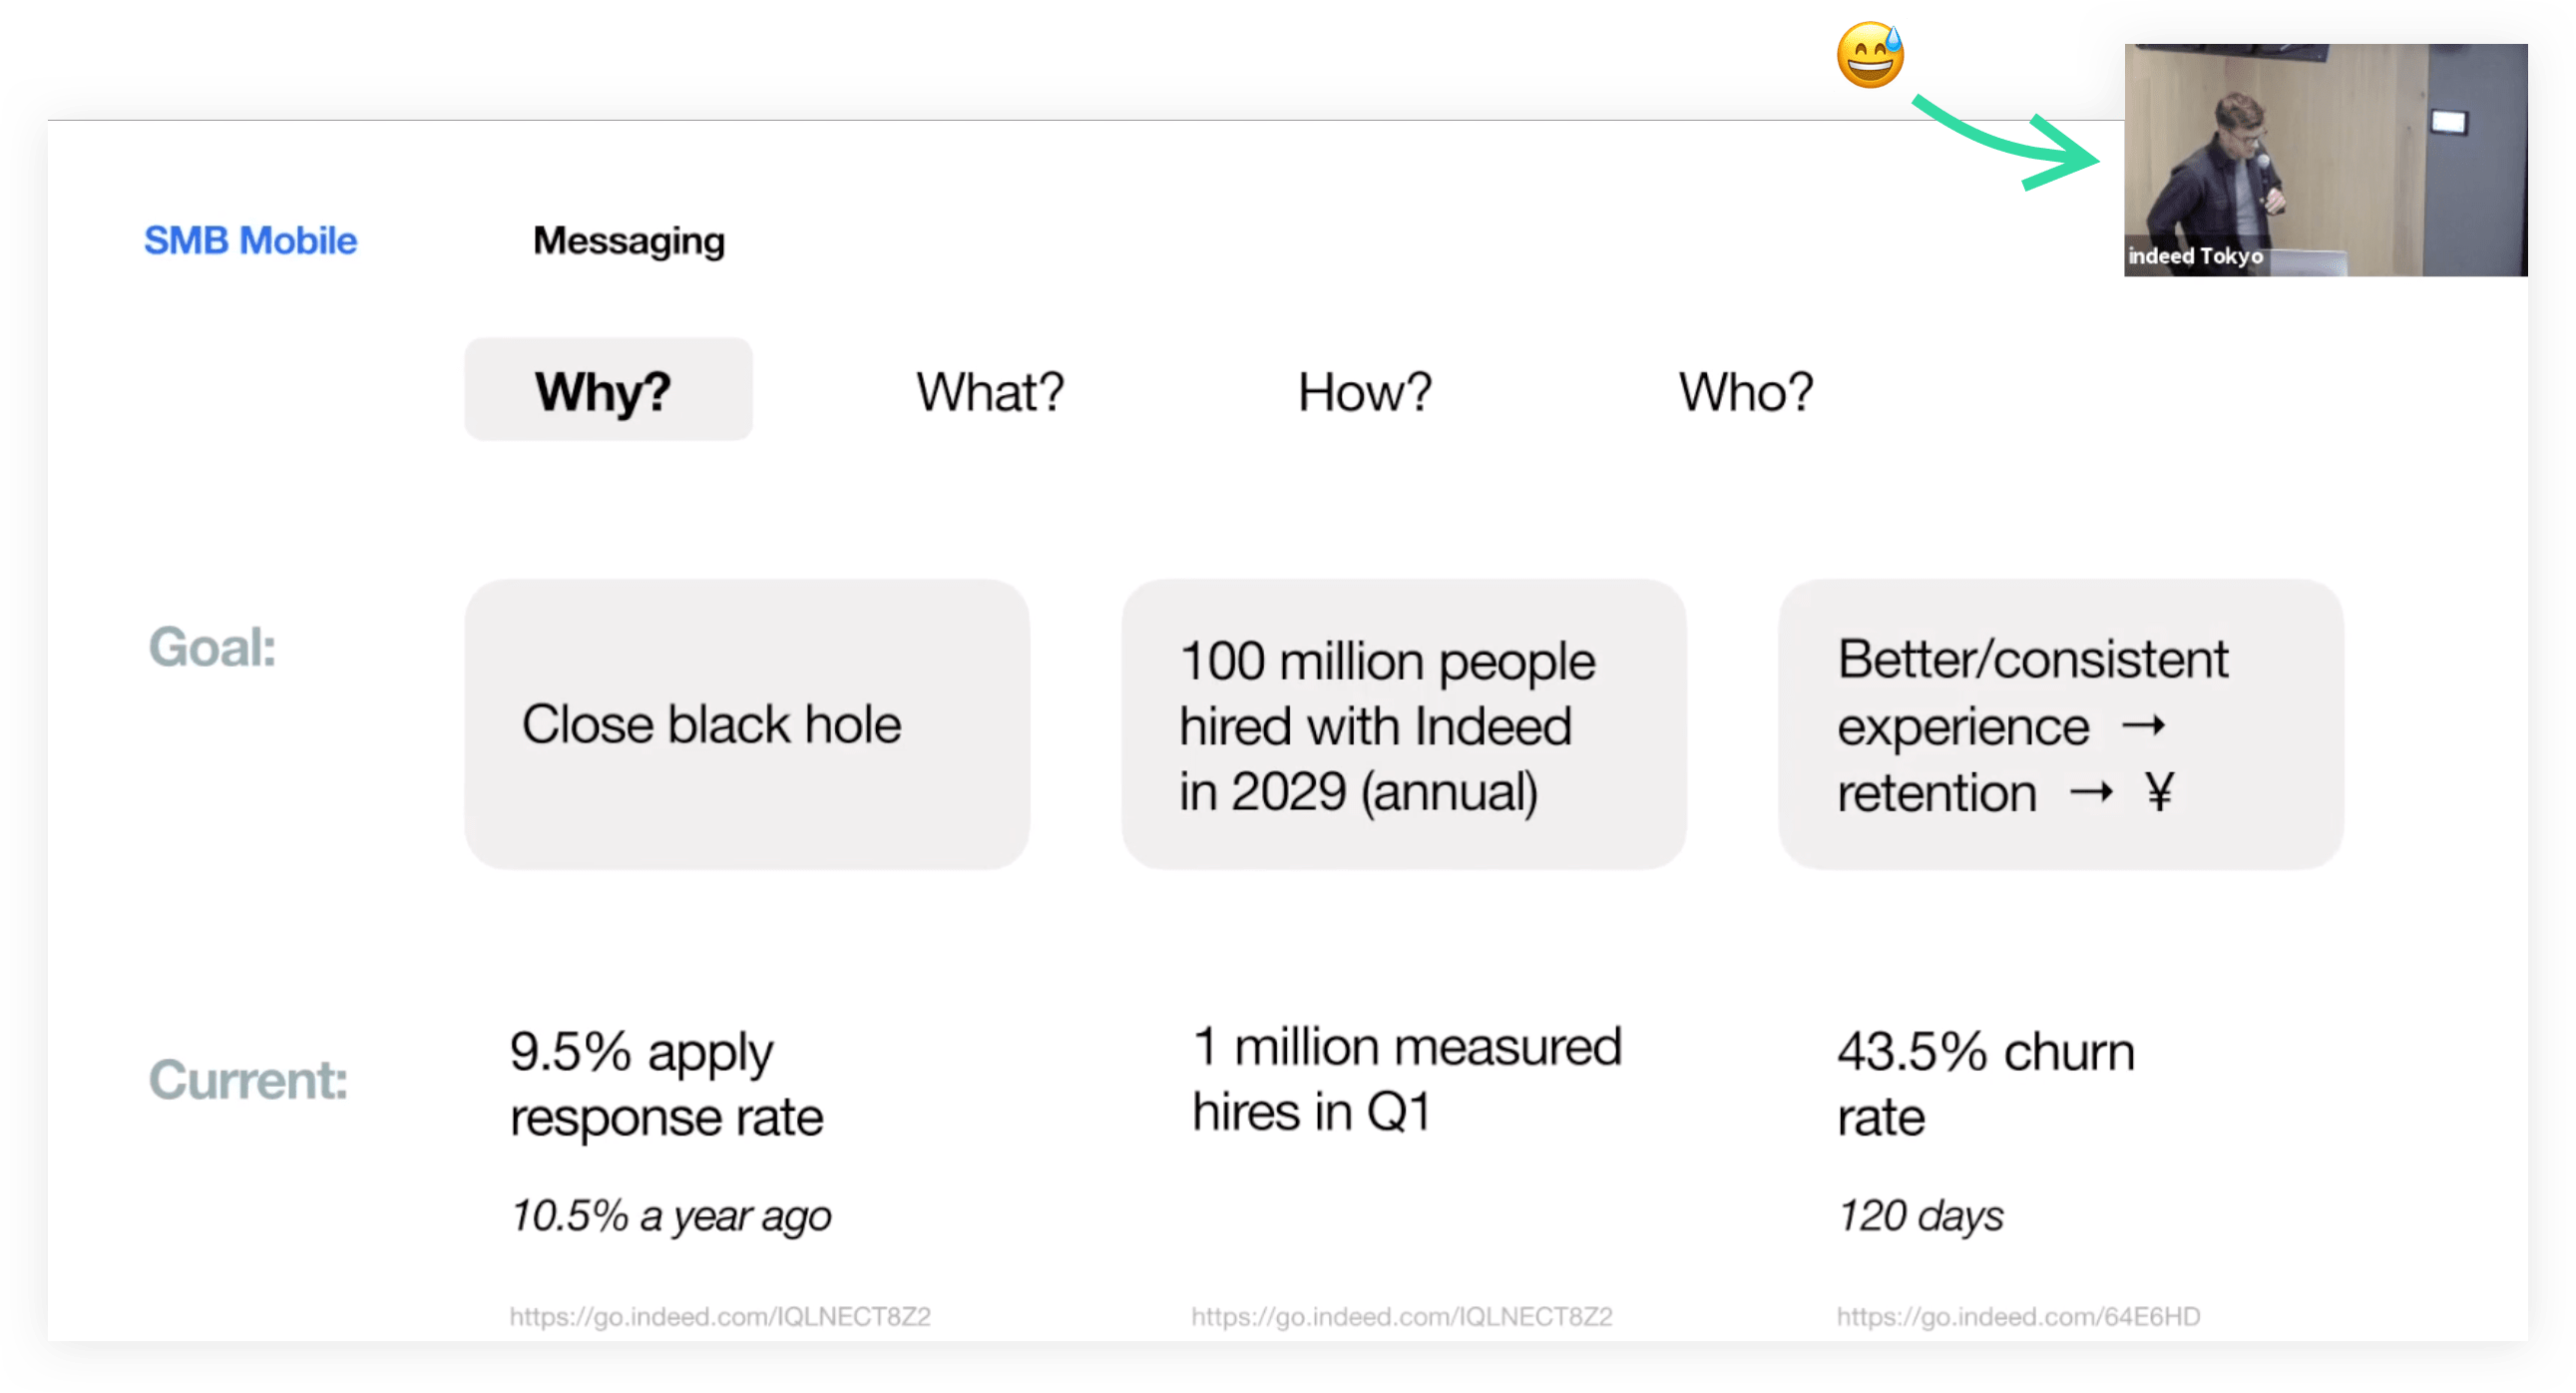 indeed Tokyo
SMB Mobile
Messaging
Why?
What?
How?
Who?
Goal:
Close black hole
100 million people
hired with Indeed
in 2029 (annual)
Better/consistent
experience →
retention → ¥
Current:
9.5% apply
response rate
10.5% a year ago
https://go.indeed.com/IQLNECT8Z2
1 million measured
hires in Q1
https://go.indeed.com/IQLNECT8Z2
43.5% churn
rate
120 days
https://go.indeed.com/64E6HD